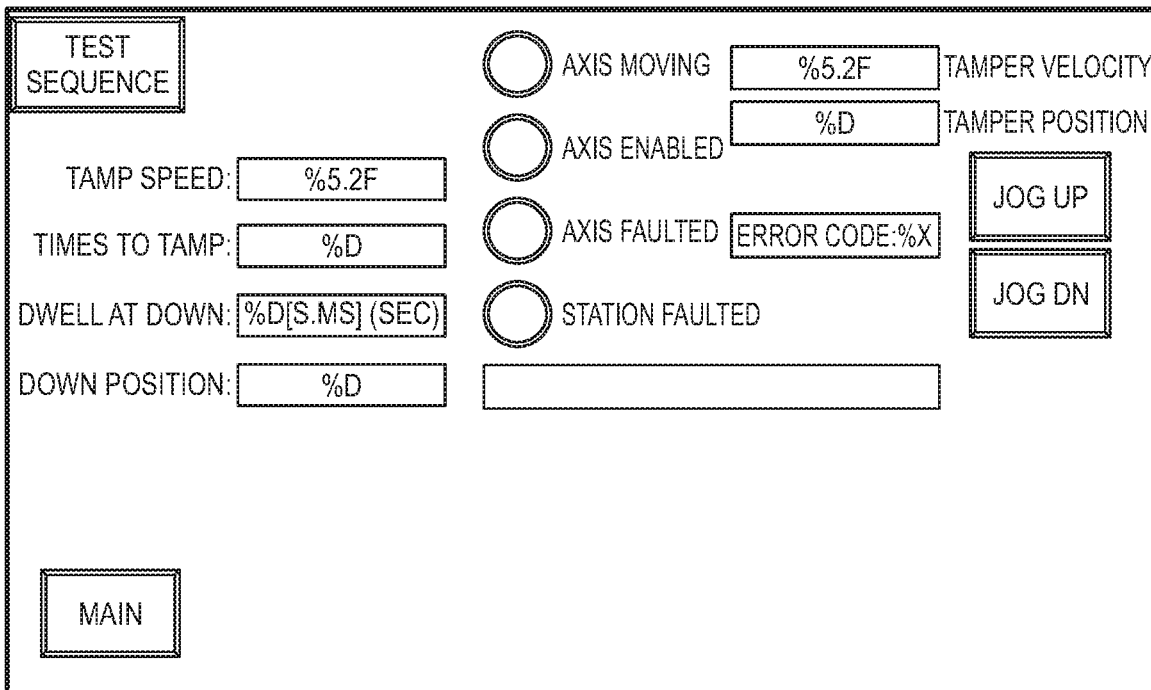 TEST
SEQUENCE
TAMP SPEED: %5.2F
TIMES TO TAMP: %D
DWELL AT DOWN: %D[S.MS] (SEC)
DOWN POSITION: %D
AXIS MOVING
AXIS ENABLED
AXIS FAULTED
STATION FAULTED
%5.2F TAMPER VELOCITY
%D TAMPER POSITION
ERROR CODE:%X
JOG UP
JOG DN
MAIN